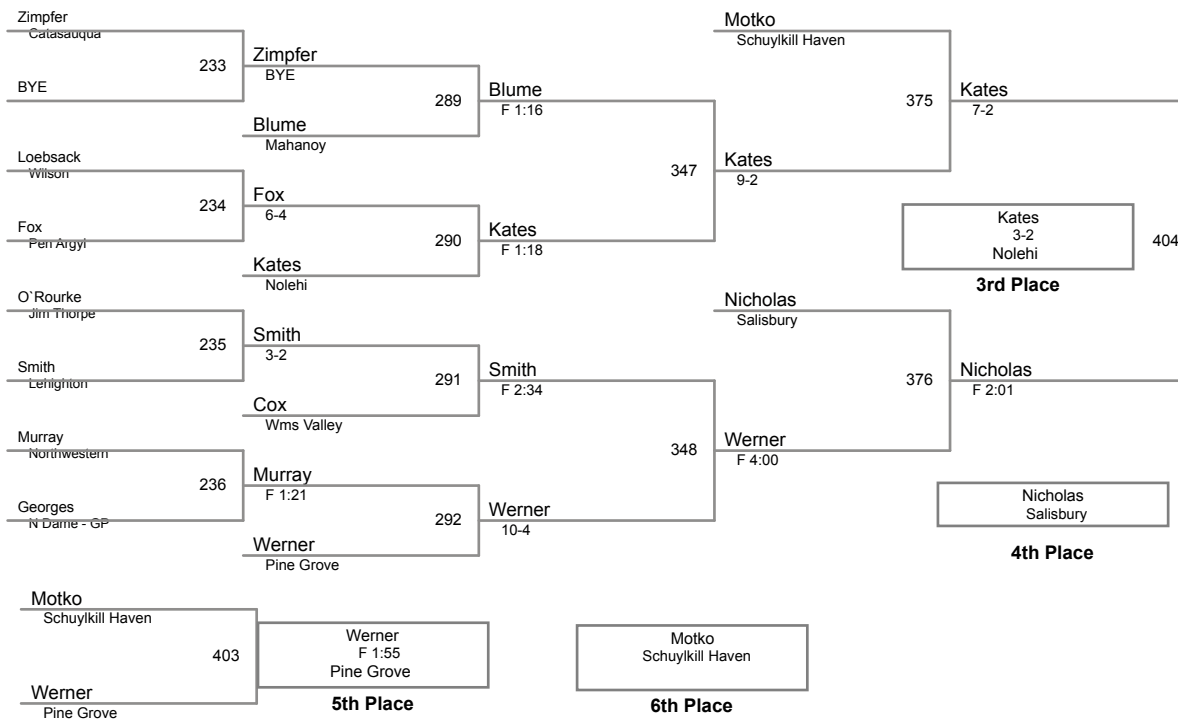 Zimpfer
Catasauqua
233
BYE
Zimpfer
BYE
289
Blume
Mahanoy
Blume
F 1:16
Loebsack
Wilson
234
Fox
Pen Argyl
Fox
6-4
290
Kates
Nolehi
Kates
F 1:18
347
Motko
Schuylkill Haven
375
Kates
9-2
Kates
7-2
Kates
3-2
Nolehi
404
3rd Place
O`Rourke
Jim Thorpe
235
Smith
Lehighton
Smith
3-2
291
Cox
Wms Valley
Smith
F 2:34
Murray
Northwestern
236
Georges
N Dame - GP
Murray
F 1:21
292
Werner
Pine Grove
Werner
10-4
348
Nicholas
Salisbury
376
Werner
F 4:00
Nicholas
F 2:01
Nicholas
Salisbury
4th Place
Motko
Schuylkill Haven
403
Werner
Pine Grove
Werner
F 1:55
Pine Grove
5th Place
Motko
Schuylkill Haven
6th Place